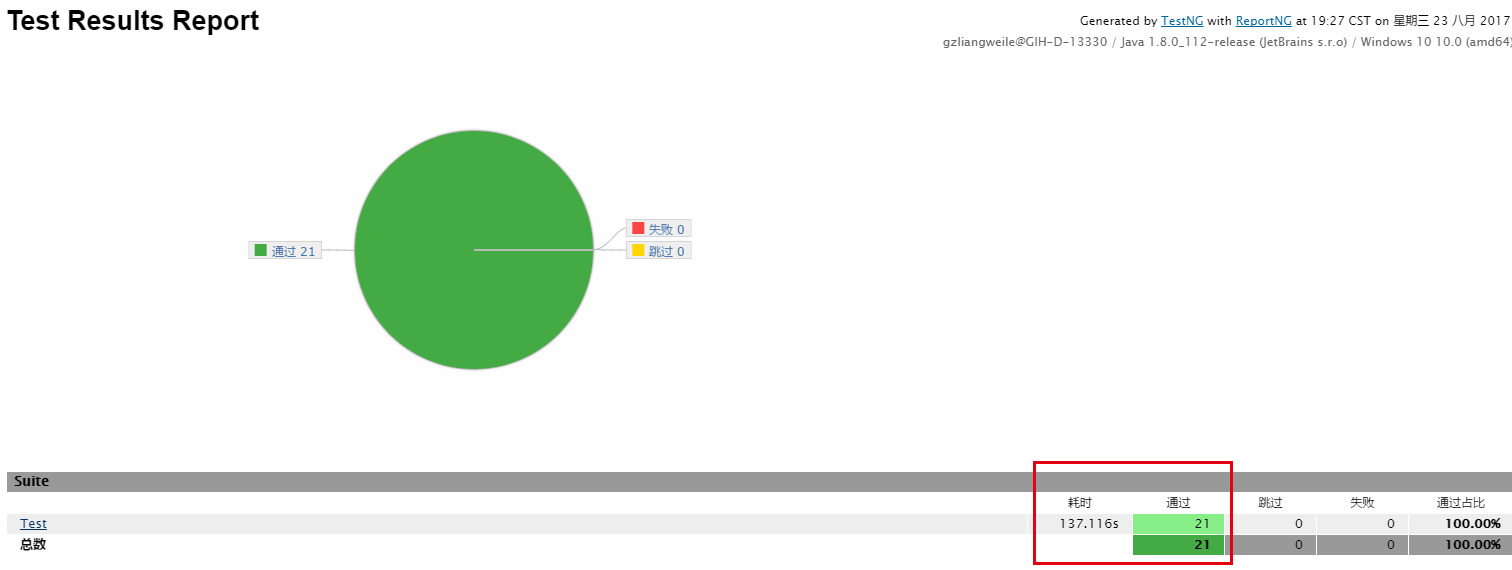 Test Results Report
Generated by TestNG with ReportNG at 19:27 CST on 星期三 23 八月 2017
gzliangweile@GIH-D-13330 / Java 1.8.0_112-release (JetBrains s.r.o) / Windows 10 10.0 (amd64)
失败 0
通过 21
跳过 0
Suite
耗时 通过 跳过 失败 通过占比
Test 137.116s 21 0 0 100.00%
总数 21 0 0 100.00%